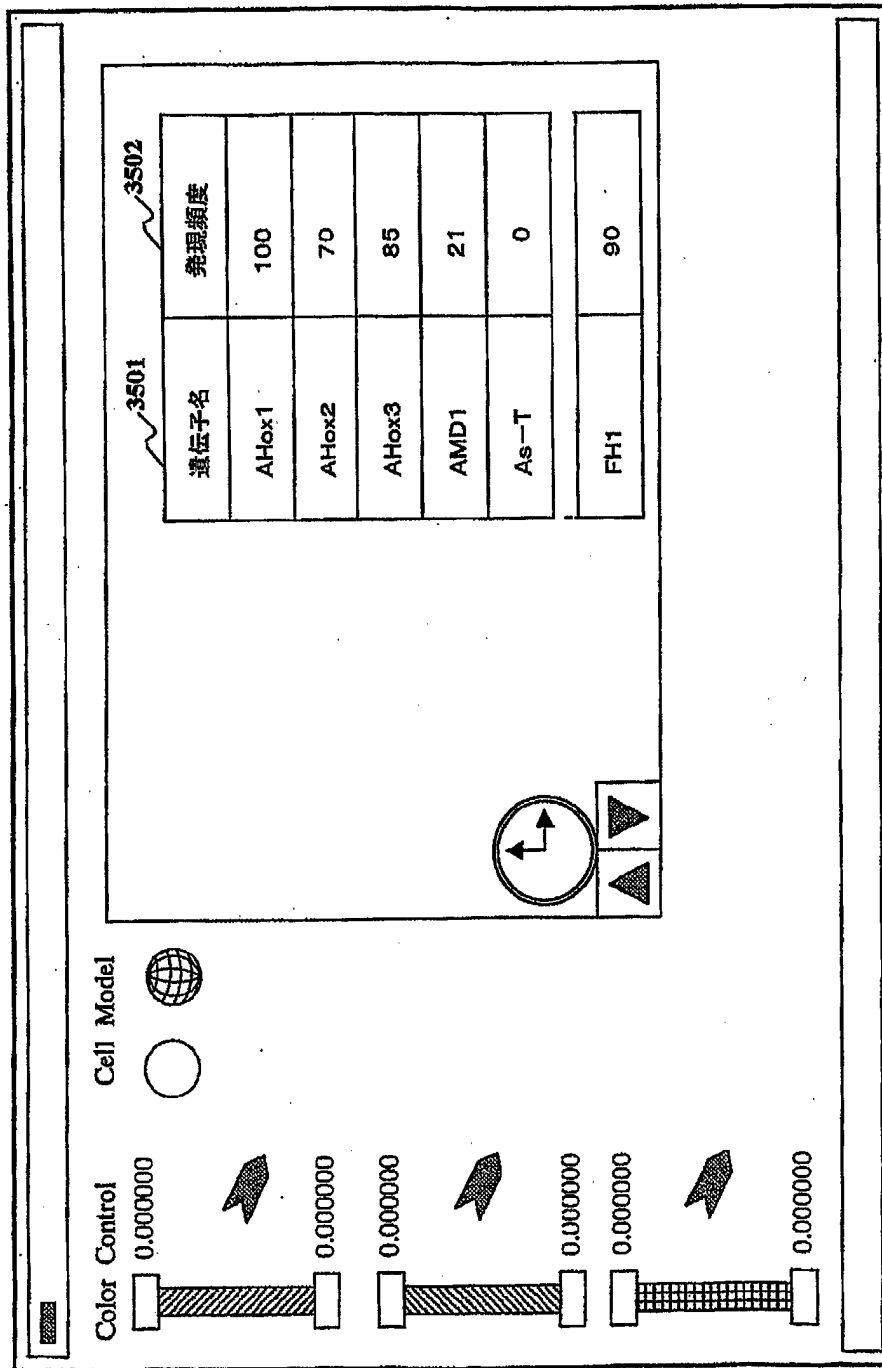 Color Control
Cell Model
0.000000
0.000000
0.000000
0.000000
0.000000
0.000000
3501
3502
遺伝子名 発現頻度
AHox1 100
AHox2 70
AHox3 85
AMD1 21
As-T 0
FH1 90